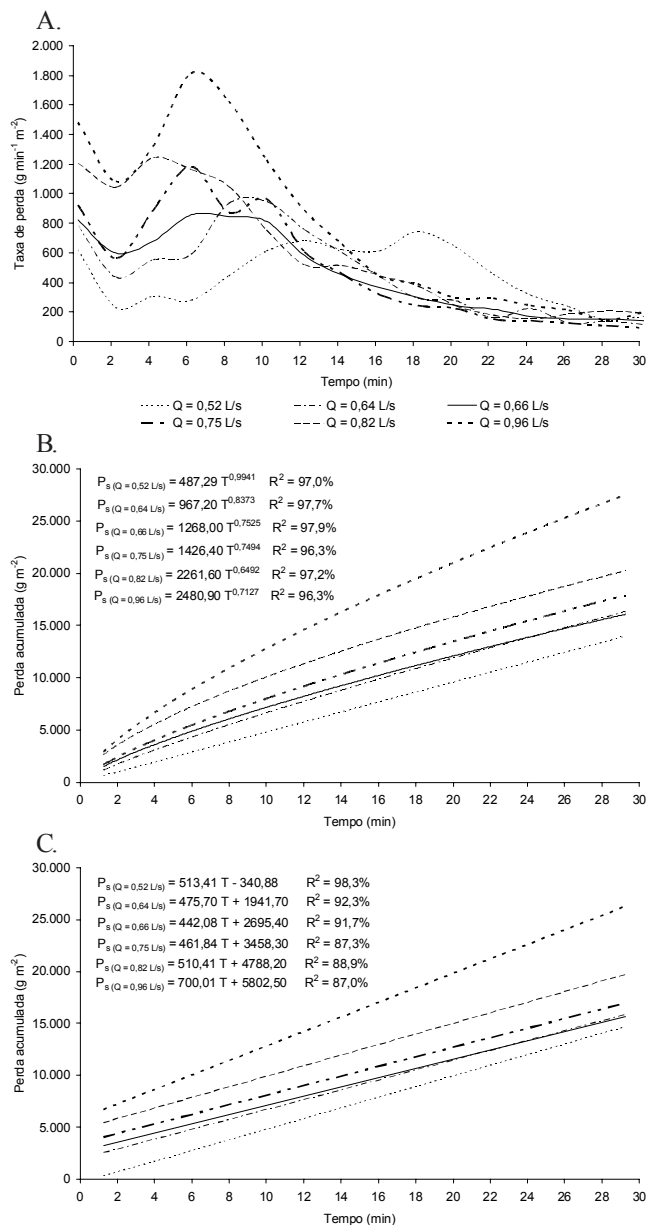 A.
2.000
1.800
1.600
1.400
1.200
1.000
800
600
400
200
0
Taxa de perda (g min⁻¹ m⁻²)
0 2 4 6 8 10 12 14 16 18 20 22 24 26 28 30
Tempo (min)
Q = 0,52 L/s Q = 0,64 L/s Q = 0,66 L/s
Q = 0,75 L/s Q = 0,82 L/s Q = 0,96 L/s
B.
30.000
25.000
20.000
15.000
10.000
5.000
0
Perda acumulada (g m⁻²)
Ps (Q = 0,52 L/s) = 487,29 T^0,9941 R² = 97,0%
Ps (Q = 0,64 L/s) = 967,20 T^0,8373 R² = 97,7%
Ps (Q = 0,66 L/s) = 1268,00 T^0,7525 R² = 97,9%
Ps (Q = 0,75 L/s) = 1426,40 T^0,7494 R² = 96,3%
Ps (Q = 0,82 L/s) = 2261,60 T^0,6492 R² = 97,2%
Ps (Q = 0,96 L/s) = 2480,90 T^0,7127 R² = 96,3%
0 2 4 6 8 10 12 14 16 18 20 22 24 26 28 30
Tempo (min)
C.
30.000
25.000
20.000
15.000
10.000
5.000
0
Perda acumulada (g m⁻²)
Ps (Q = 0,52 L/s) = 513,41 T - 340,88 R² = 98,3%
Ps (Q = 0,64 L/s) = 475,70 T + 1941,70 R² = 92,3%
Ps (Q = 0,66 L/s) = 442,08 T + 2695,40 R² = 91,7%
Ps (Q = 0,75 L/s) = 461,84 T + 3458,30 R² = 87,3%
Ps (Q = 0,82 L/s) = 510,41 T + 4788,20 R² = 88,9%
Ps (Q = 0,96 L/s) = 700,01 T + 5802,50 R² = 87,0%
0 2 4 6 8 10 12 14 16 18 20 22 24 26 28 30
Tempo (min)